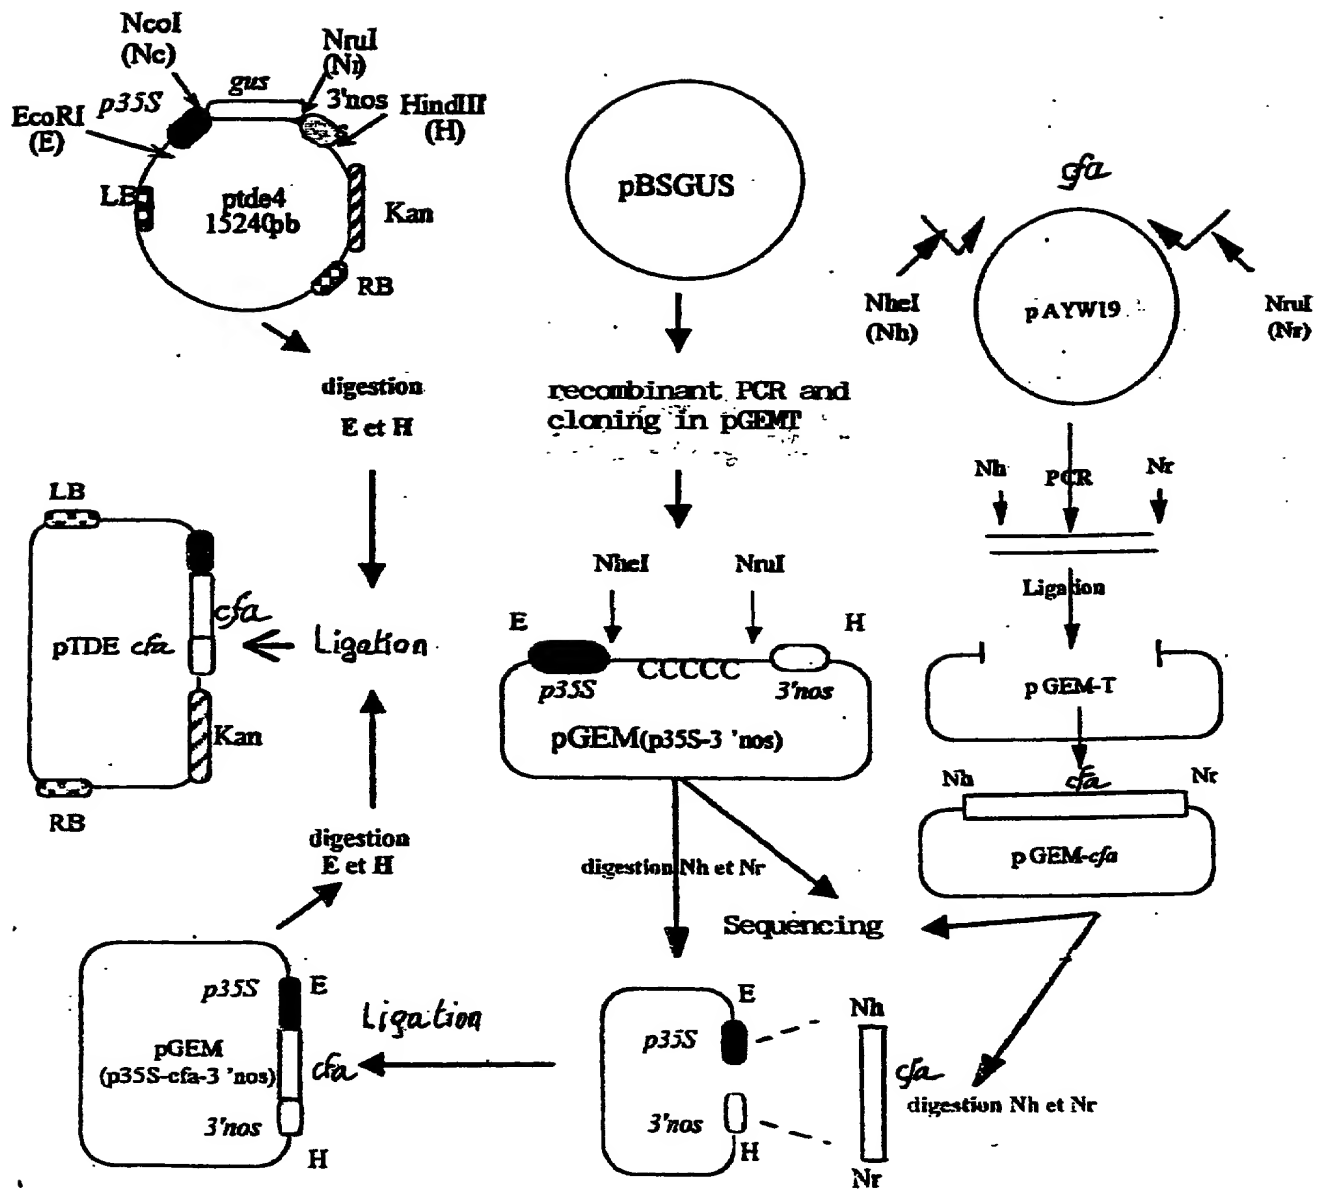 NcoI
(Nc)
NruI
(Nr)
gus
p35S
3'nos
HindIII
(H)
EcoRI
(E)
LB
ptde4
15240pb
Kan
RB
digestion
E et H
pBSGUS
recombinant PCR and
cloning in pGEMT
cfa
NheI
(Nh)
pAYW19
NruI
(Nr)
Nh
PCR
Nr
Ligation
p GEM-T
Nh
cfa
Nr
p GEM-cfa
LB
cfa
pTDE cfa
Ligation
Kan
RB
NheI
NruI
E
H
CCCCC
p35S
3'nos
pGEM(p35S-3 'nos)
digestion
E et H
digestion Nh et Nr
Sequencing
p35S
E
Ligation
pGEM
(p35S-cfa-3 'nos)
cfa
3'nos
H
E
p35S
3'nos
H
Nh
cfa
digestion Nh et Nr
Nr